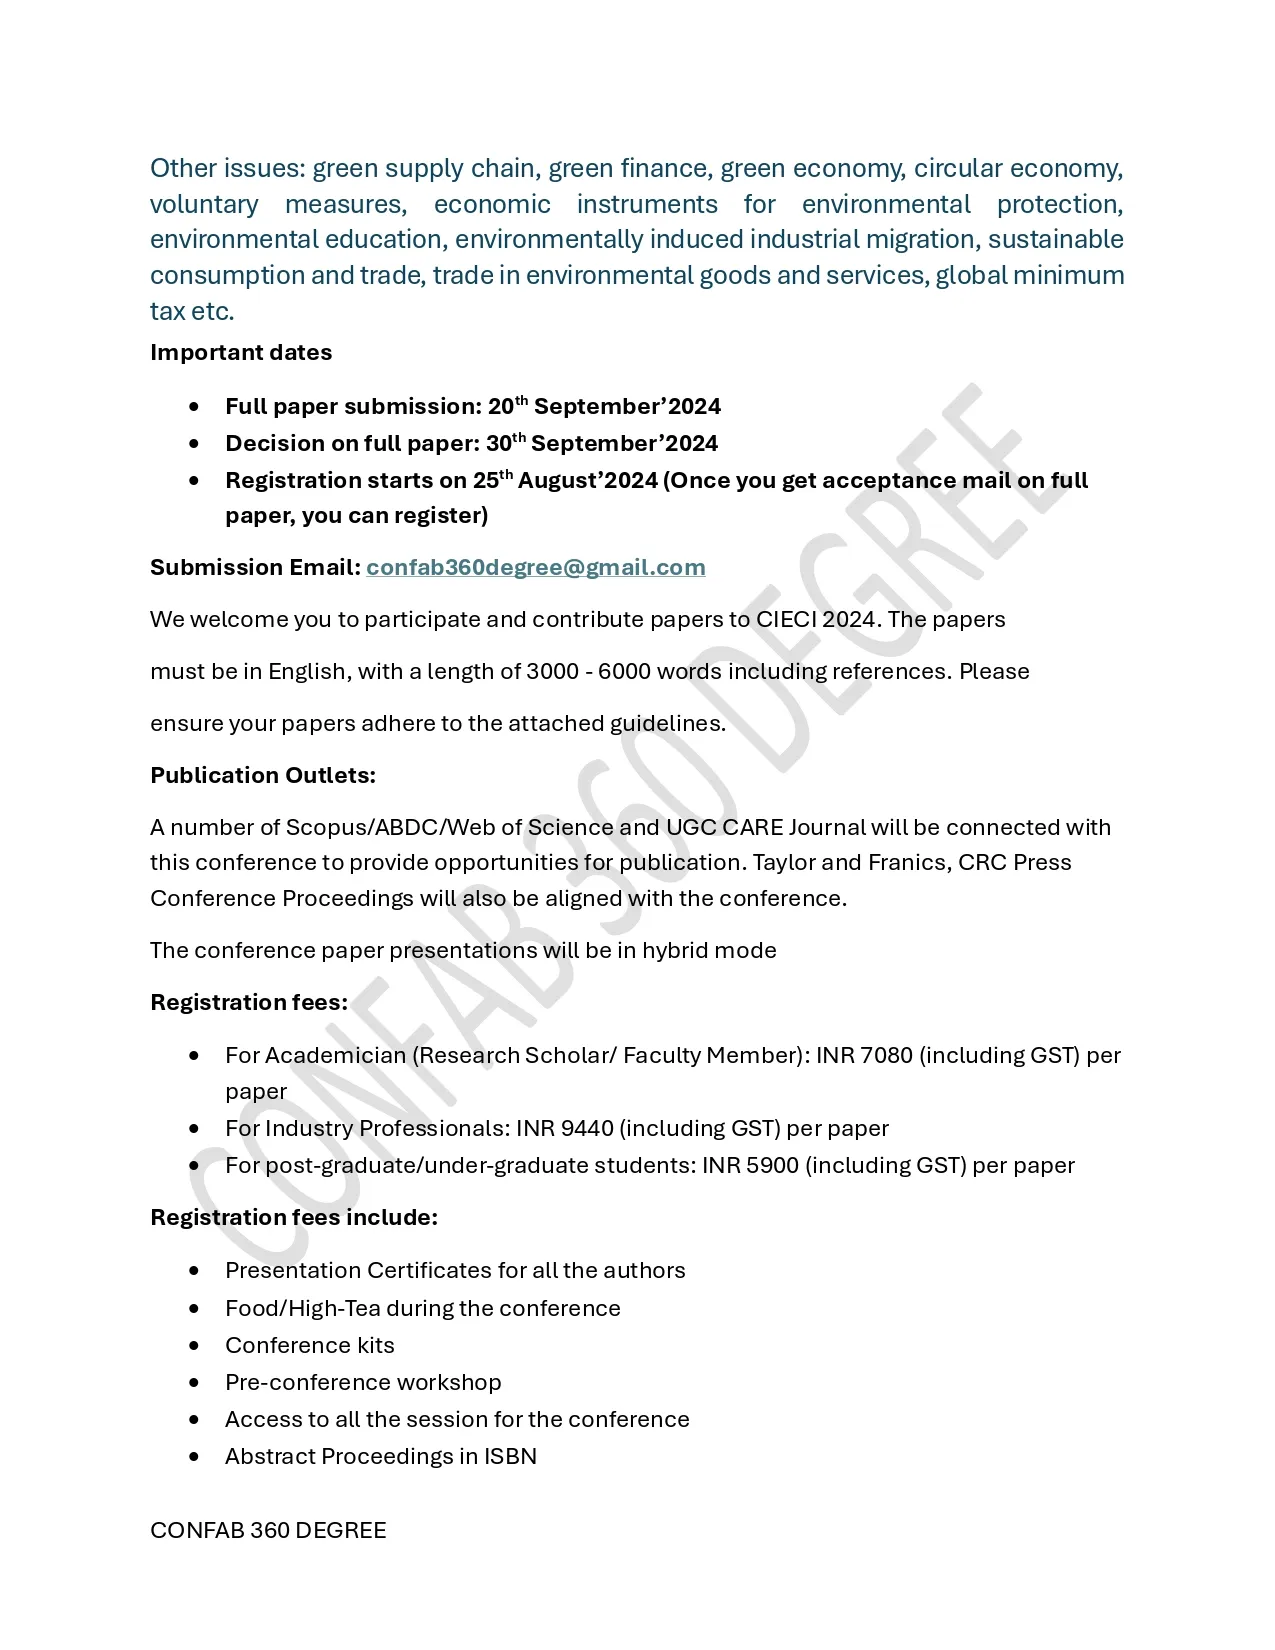 Other issues: green supply chain, green finance, green economy, circular economy,
voluntary measures, economic instruments for environmental protection,
environmental education, environmentally induced industrial migration, sustainable
consumption and trade, trade in environmental goods and services, global minimum
tax etc.
Important dates
• Full paper submission: 20th September’2024
• Decision on full paper: 30th September’2024
• Registration starts on 25th August’2024 (Once you get acceptance mail on full
paper, you can register)
Submission Email: confab360degree@gmail.com
We welcome you to participate and contribute papers to CIECI 2024. The papers
must be in English, with a length of 3000 - 6000 words including references. Please
ensure your papers adhere to the attached guidelines.
Publication Outlets:
A number of Scopus/ABDC/Web of Science and UGC CARE Journal will be connected with
this conference to provide opportunities for publication. Taylor and Franics, CRC Press
Conference Proceedings will also be aligned with the conference.
The conference paper presentations will be in hybrid mode
Registration fees:
• For Academician (Research Scholar/ Faculty Member): INR 7080 (including GST) per
paper
• For Industry Professionals: INR 9440 (including GST) per paper
• For post-graduate/under-graduate students: INR 5900 (including GST) per paper
Registration fees include:
• Presentation Certificates for all the authors
• Food/High-Tea during the conference
• Conference kits
• Pre-conference workshop
• Access to all the session for the conference
• Abstract Proceedings in ISBN
CONFAB 360 DEGREE
CONFAB 360 DEGREE